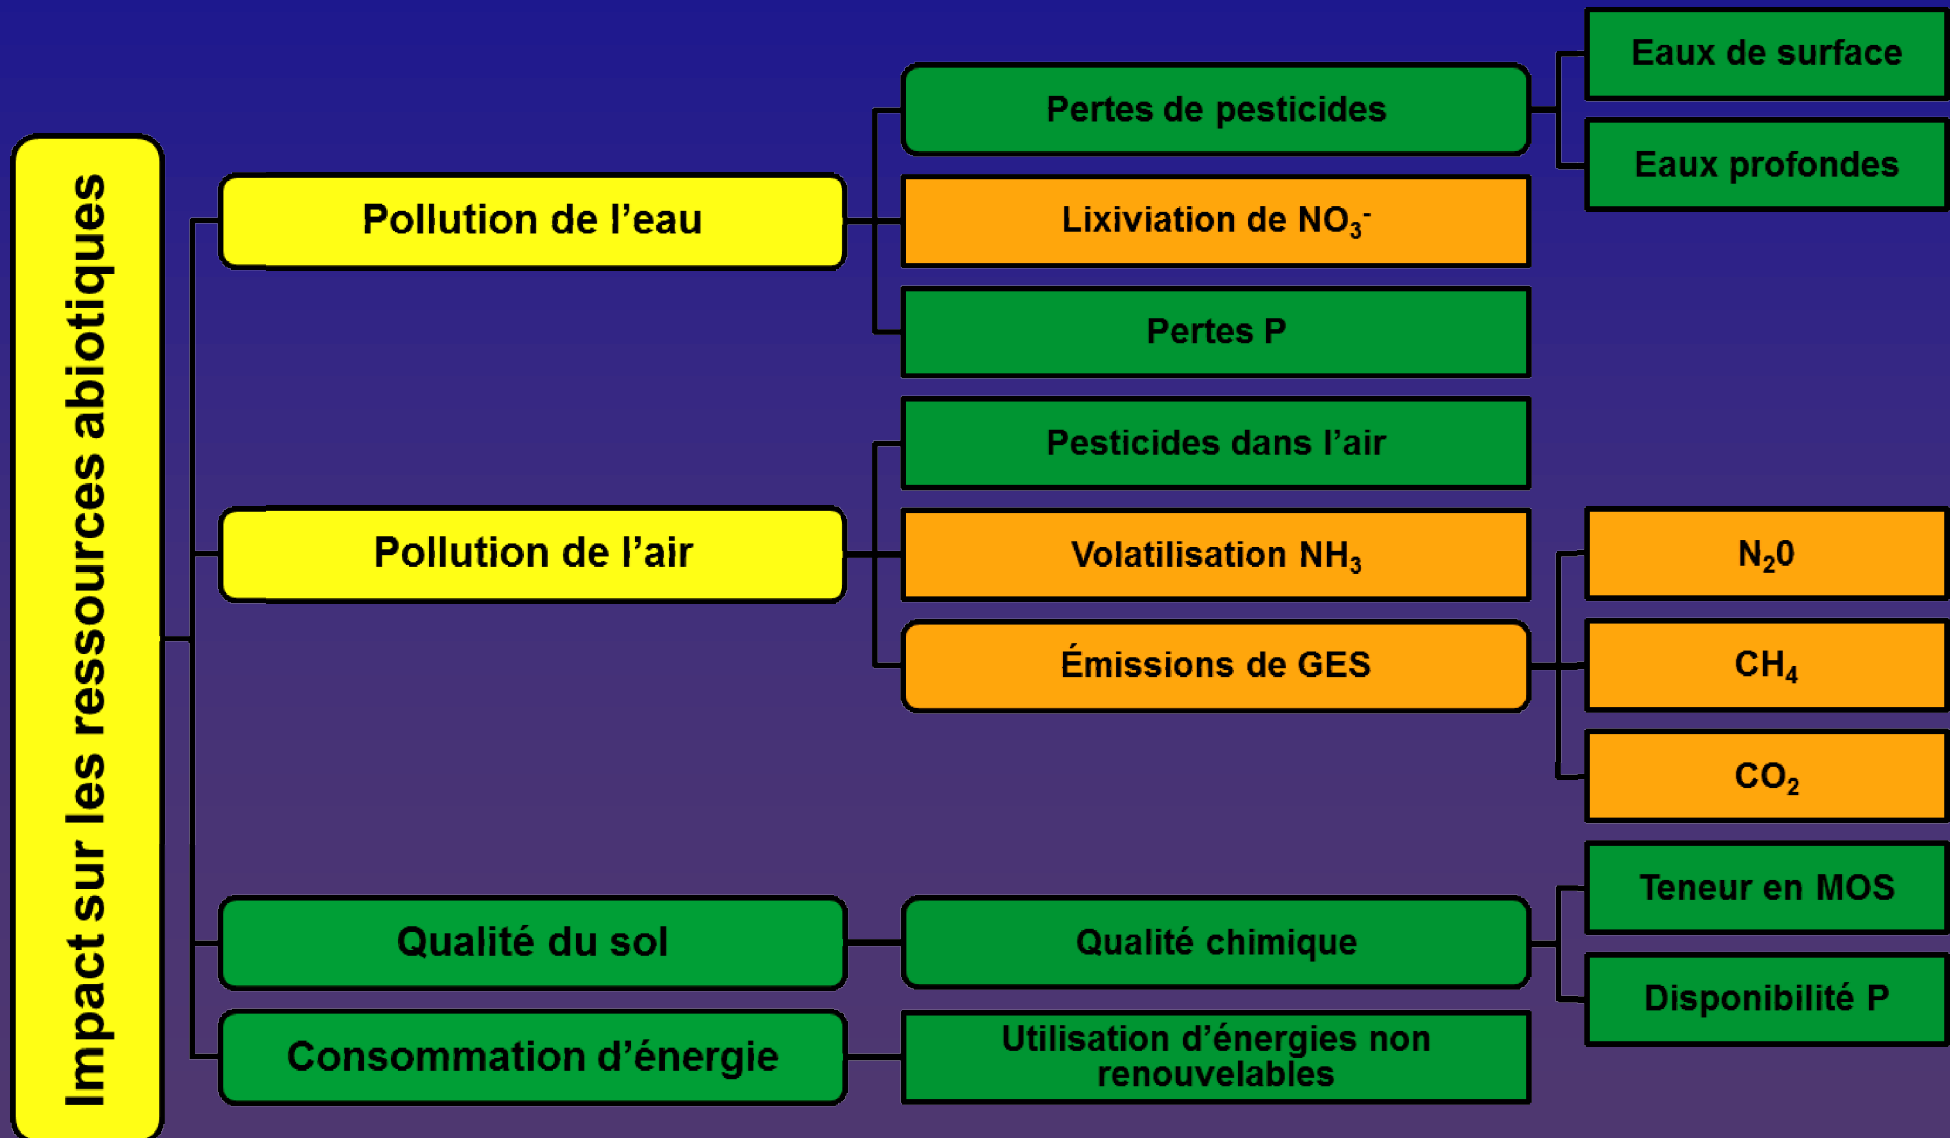 Impact sur les ressources abiotiques
Pollution de l’eau
Pertes de pesticides
Eaux de surface
Eaux profondes
Lixiviation de NO₃⁻
Pertes P
Pollution de l’air
Pesticides dans l’air
Volatilisation NH₃
Émissions de GES
N₂0
CH₄
CO₂
Qualité du sol
Qualité chimique
Teneur en MOS
Disponibilité P
Consommation d’énergie
Utilisation d’énergies non
renouvelables